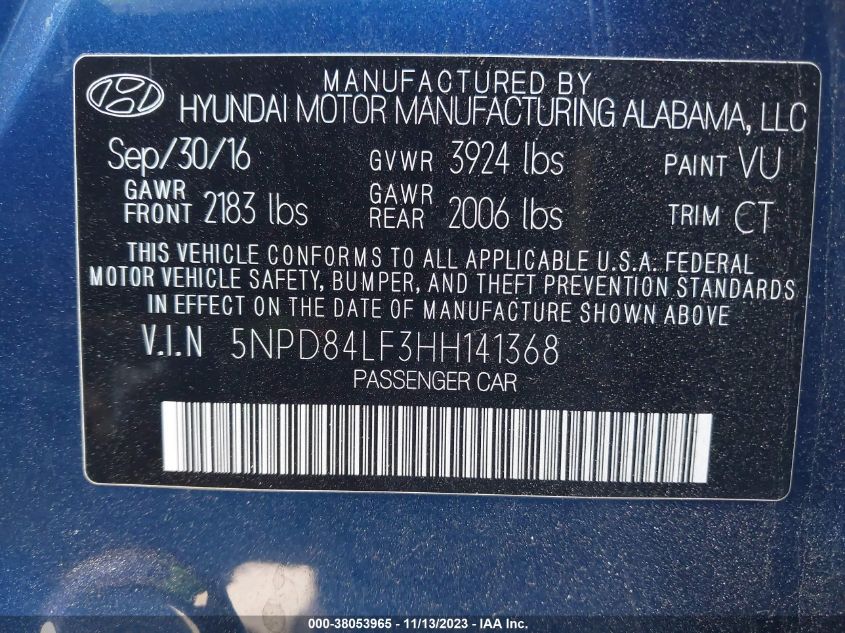 MANUFACTURED BY
HYUNDAI MOTOR MANUFACTURING ALABAMA, LLC
Sep/30/16 GVWR 3924 lbs PAINT VU
GAWR FRONT 2183 lbs GAWR REAR 2006 lbs TRIM CT
THIS VEHICLE CONFORMS TO ALL APPLICABLE U.S.A. FEDERAL
MOTOR VEHICLE SAFETY, BUMPER, AND THEFT PREVENTION STANDARDS
IN EFFECT ON THE DATE OF MANUFACTURE SHOWN ABOVE
V.I.N 5NPD84LF3HH141368
PASSENGER CAR
000-38053965 - 11/13/2023 - IAA Inc.